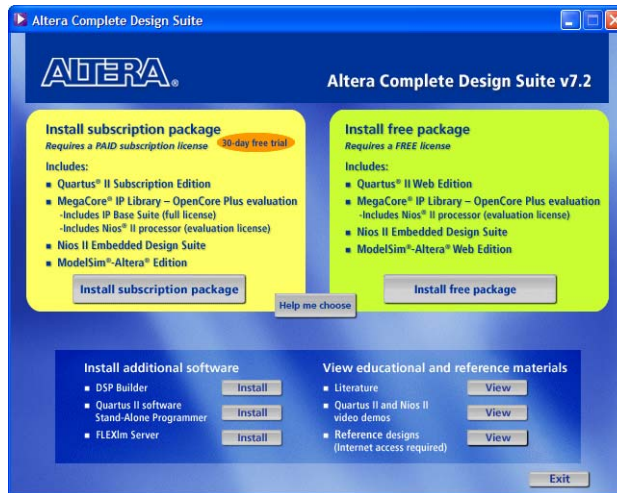 Altera Complete Design Suite
ALTERA®
Altera Complete Design Suite v7.2
Install subscription package
Requires a PAID subscription license
30-day free trial
Includes:
▪ Quartus® II Subscription Edition
▪ MegaCore® IP Library – OpenCore Plus evaluation
-Includes IP Base Suite (full license)
-Includes Nios® II processor (evaluation license)
▪ Nios II Embedded Design Suite
▪ ModelSim®-Altera® Edition
Install subscription package
Install free package
Requires a FREE license
Includes:
▪ Quartus® II Web Edition
▪ MegaCore® IP Library – OpenCore Plus evaluation
-Includes Nios® II processor (evaluation license)
▪ Nios II Embedded Design Suite
▪ ModelSim®-Altera Web Edition
Install free package
Help me choose
Install additional software
▪ DSP Builder
Install
▪ Quartus II software
Stand-Alone Programmer
Install
▪ FLEXlm Server
Install
View educational and reference materials
▪ Literature
View
▪ Quartus II and Nios II
video demos
View
▪ Reference designs
(Internet access required)
View
Exit